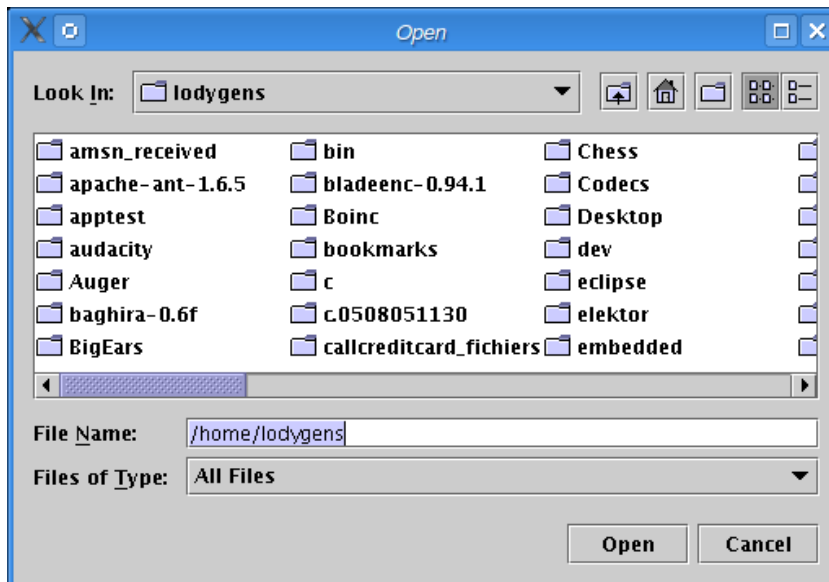 Open
Look In: lodygens
amsn_received bin Chess
apache-ant-1.6.5 bladeenc-0.94.1 Codecs
apptest Boinc Desktop
audacity bookmarks dev
Auger c eclipse
baghira-0.6f c.0508051130 elektor
BigEars callcreditcard_fichiers embedded
File Name: /home/lodygens
Files of Type: All Files
Open Cancel